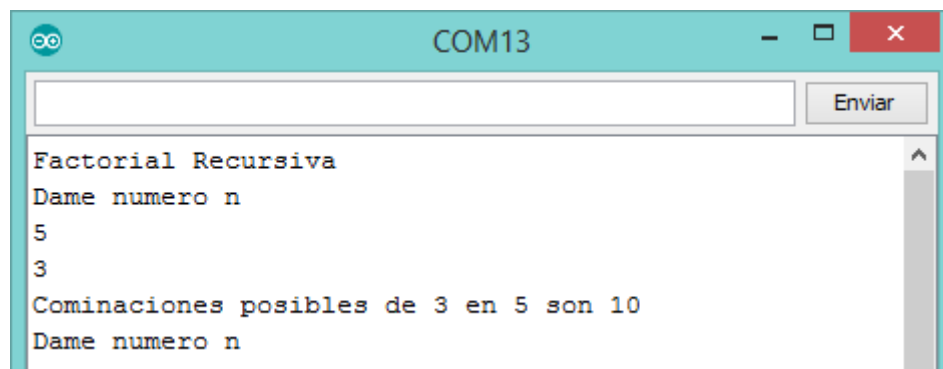 COM13
Enviar
Factorial Recursiva
Dame numero n
5
3
Cominaciones posibles de 3 en 5 son 10
Dame numero n